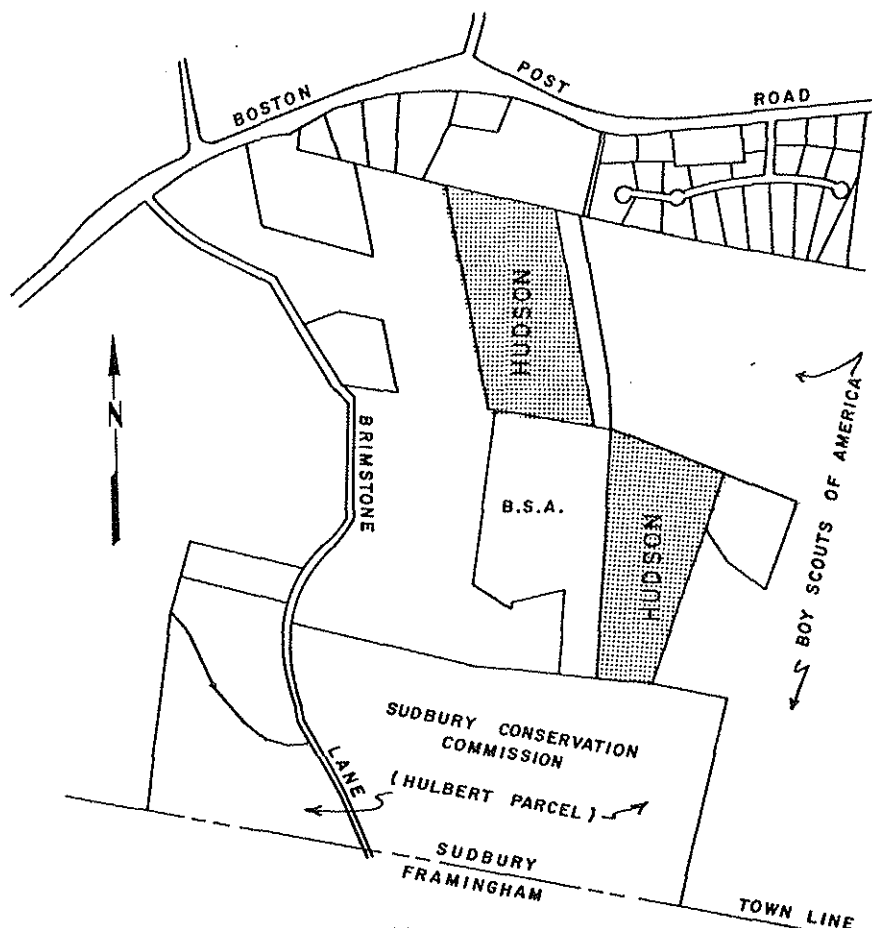 BOSTON POST ROAD
HUDSON
N
BRIMSTONE LANE
BOY SCOUTS OF AMERICA
B.S.A.
HUDSON
SUDBURY CONSERVATION
COMMISSION
(HULBERT PARCEL)
SUDBURY
FRAMINGHAM
TOWN LINE